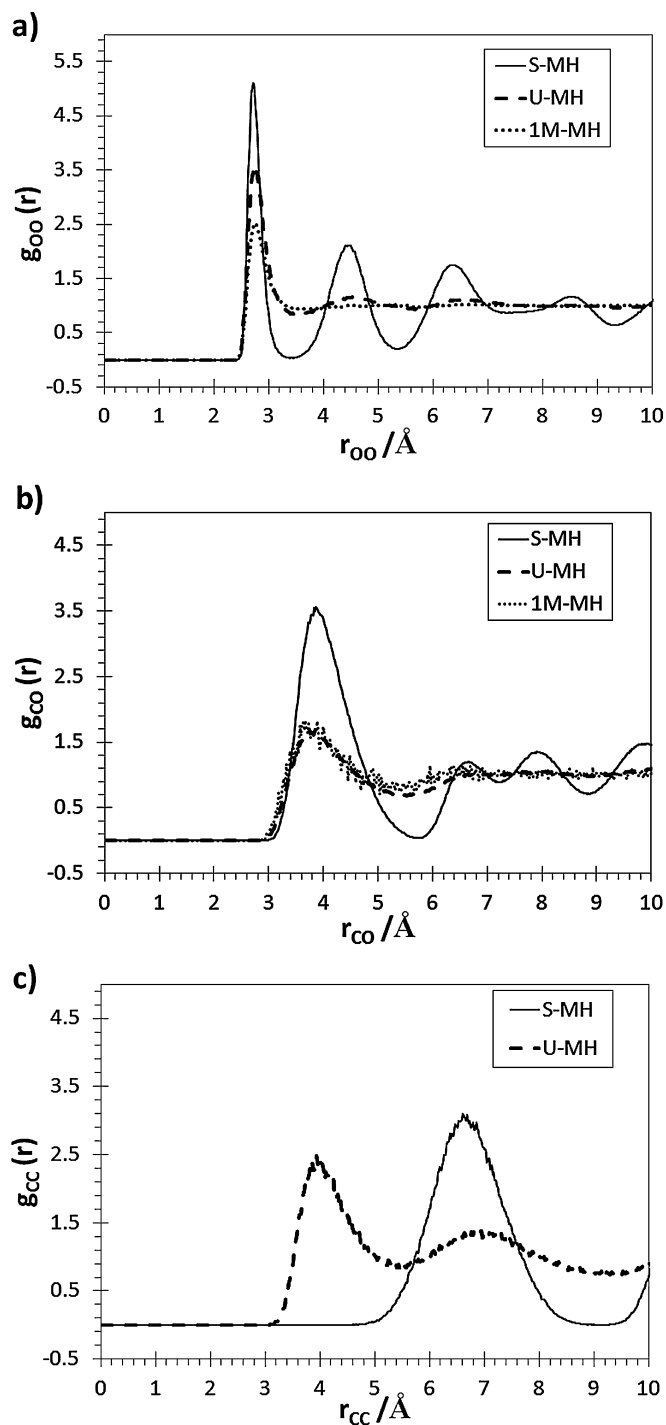 a)
5.5
4.5
3.5
2.5
1.5
0.5
-0.5
g_OO (r)
S-MH
U-MH
1M-MH
0 1 2 3 4 5 6 7 8 9 10
r_OO /Å
b)
4.5
3.5
2.5
1.5
0.5
-0.5
g_CO (r)
S-MH
U-MH
1M-MH
0 1 2 3 4 5 6 7 8 9 10
r_CO /Å
c)
4.5
3.5
2.5
1.5
0.5
-0.5
g_CC (r)
S-MH
U-MH
0 1 2 3 4 5 6 7 8 9 10
r_CC /Å